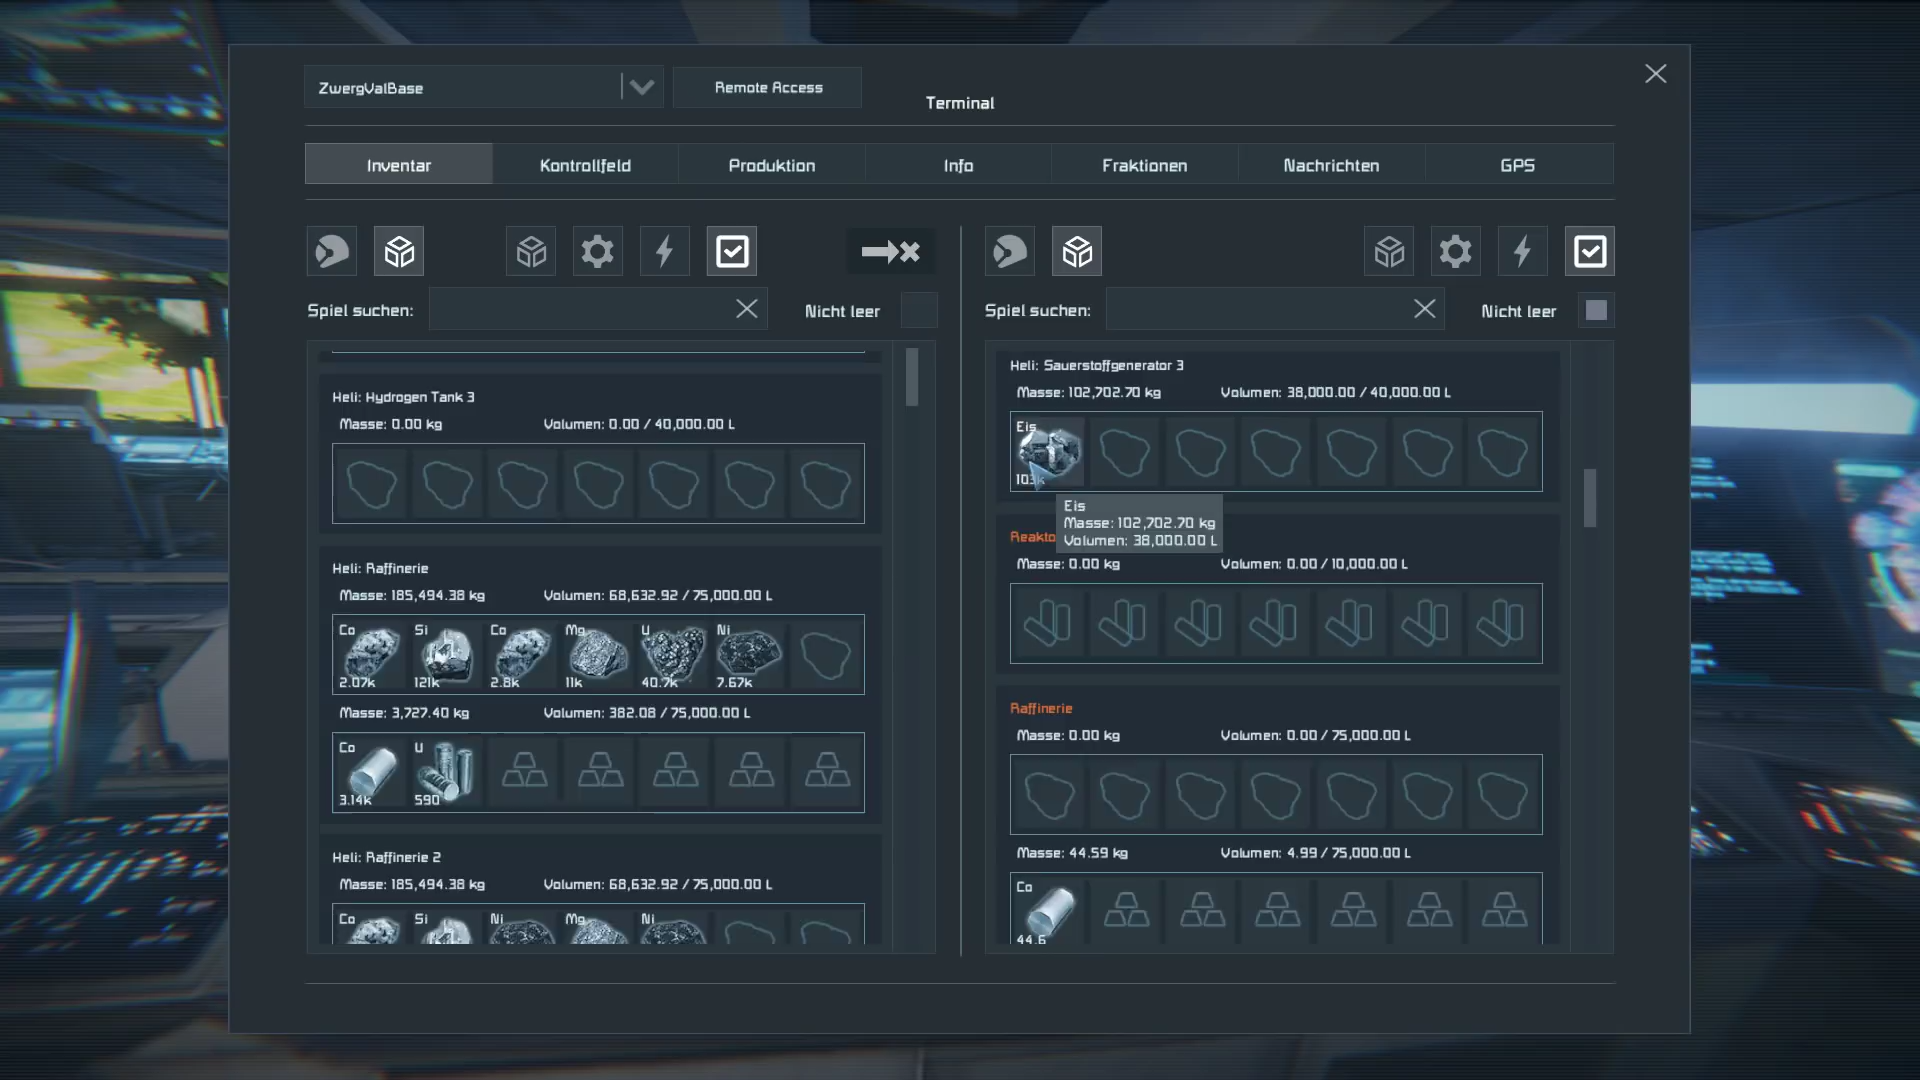 ZwergValBase
Remote Access
Terminal
Inventar
Kontrollfeld
Produktion
Info
Fraktionen
Nachrichten
GPS
Spiel suchen:
Nicht leer
Heli: Hydrogen Tank 3
Masse: 0.00 kg
Volumen: 0.00 / 40,000.00 L
Heli: Raffinerie
Masse: 185,494.38 kg
Volumen: 68,632.92 / 75,000.00 L
Co
Si
Co
Mg
U
Ni
2.07k
121k
2.8k
11k
40.7k
7.67k
Masse: 3,727.40 kg
Volumen: 382.08 / 75,000.00 L
Co
U
3.14k
590
Heli: Raffinerie 2
Masse: 185,494.38 kg
Volumen: 68,632.92 / 75,000.00 L
Co
Si
Ni
Mg
Ni
Spiel suchen:
Nicht leer
Heli: Sauerstoffgenerator 3
Masse: 102,702.70 kg
Volumen: 38,000.00 / 40,000.00 L
Eis
103k
Eis
Masse: 102,702.70 kg
Volumen: 38,000.00 L
Reakto
Masse: 0.00 kg
Volumen: 0.00 / 10,000.00 L
Raffinerie
Masse: 0.00 kg
Volumen: 0.00 / 75,000.00 L
Masse: 44.59 kg
Volumen: 4.99 / 75,000.00 L
Co
44.6